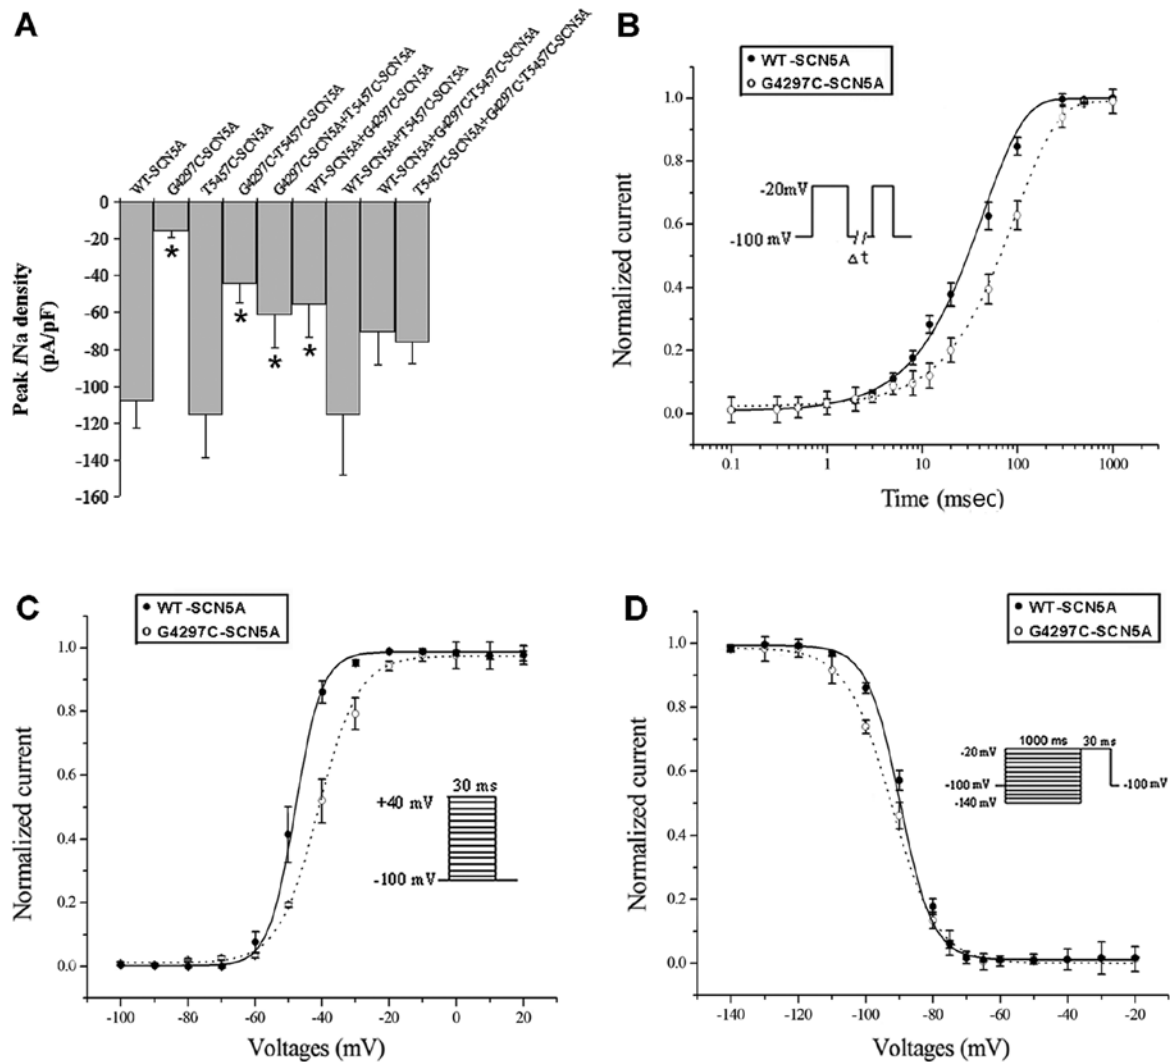 A
WT-SCN5A
G4297C-SCN5A
T5457C-SCN5A
G4297C-T5457C-SCN5A
G4297C-SCN5A+T5457C-SCN5A
WT-SCN5A+G4297C-SCN5A
WT-SCN5A+T5457C-SCN5A
WT-SCN5A+G4297C-T5457C-SCN5A
T5457C-SCN5A+G4297C-T5457C-SCN5A
Peak INa density
(pA/pF)
0
-20
-40
-60
-80
-100
-120
-140
-160
*
*
*
*
B
WT-SCN5A
G4297C-SCN5A
Normalized current
1.0
0.8
0.6
0.4
0.2
0.0
-20mV
-100 mV
Δt
0.1
1
10
100
1000
Time (msec)
C
WT-SCN5A
G4297C-SCN5A
Normalized current
1.0
0.8
0.6
0.4
0.2
0.0
30 ms
+40 mV
-100 mV
-100
-80
-60
-40
-20
0
20
Voltages (mV)
D
WT-SCN5A
G4297C-SCN5A
Normalized current
1.0
0.8
0.6
0.4
0.2
0.0
1000 ms
30 ms
-20 mV
-100 mV
-100 mV
-140 mV
-140
-120
-100
-80
-60
-40
-20
Voltages (mV)